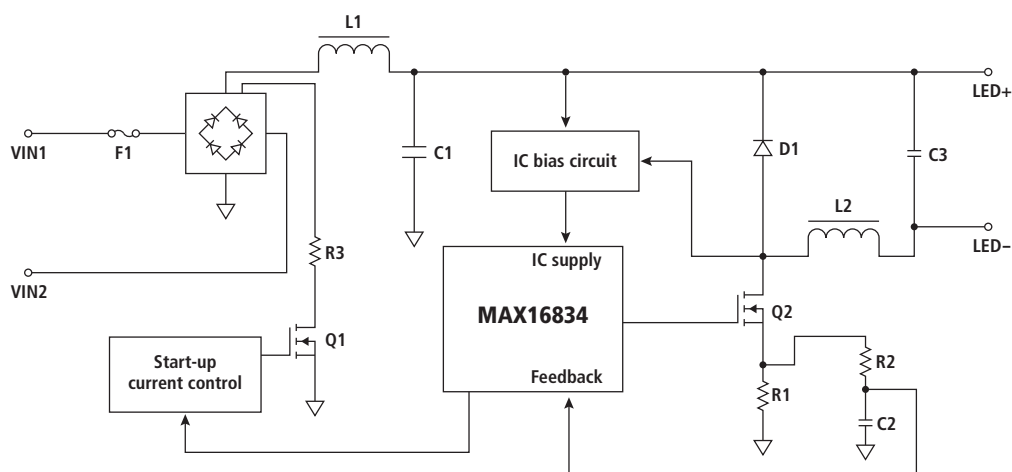 L1
LED+
VIN1
F1
C1
IC bias circuit
D1
C3
L2
LED–
R3
IC supply
VIN2
MAX16834
Q2
Q1
Start-up
current control
R2
Feedback
R1
C2